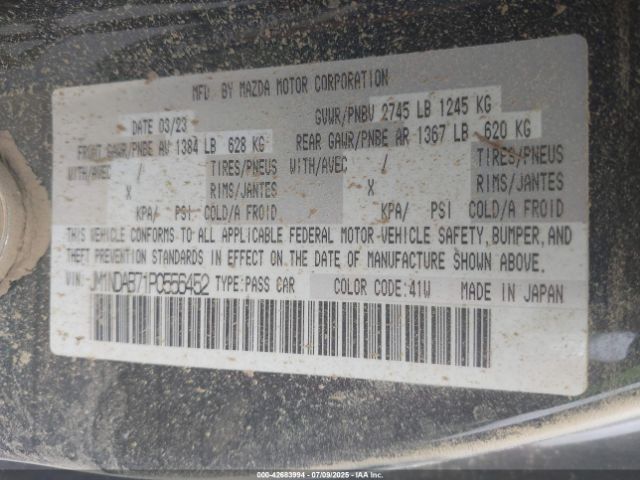 MFD BY MAZDA MOTOR CORPORATION
DATE 03/23 GVWR/PNBV 2745 LB 1245 KG
FRONT GAWR/PNBE AV 1384 LB 628 KG REAR GAWR/PNBE AR 1367 LB 620 KG
WITH/AVEC / TIRES/PNEUS WITH/AVEC / TIRES/PNEUS
X RIMS/JANTES X RIMS/JANTES
KPA/ PSI COLD/A FROID KPA/ PSI COLD/A FROID
THIS VEHICLE CONFORMS TO ALL APPLICABLE FEDERAL MOTOR VEHICLE SAFETY, BUMPER, AND
THEFT PREVENTION STANDARDS IN EFFECT ON THE DATE OF MANUFACTURE SHOWN ABOVE.
VIN: JM1NDAB71P0556452 TYPE:PASS CAR COLOR CODE:41W MADE IN JAPAN
000-42683994 | 07/09/2025 | IAAI.COM